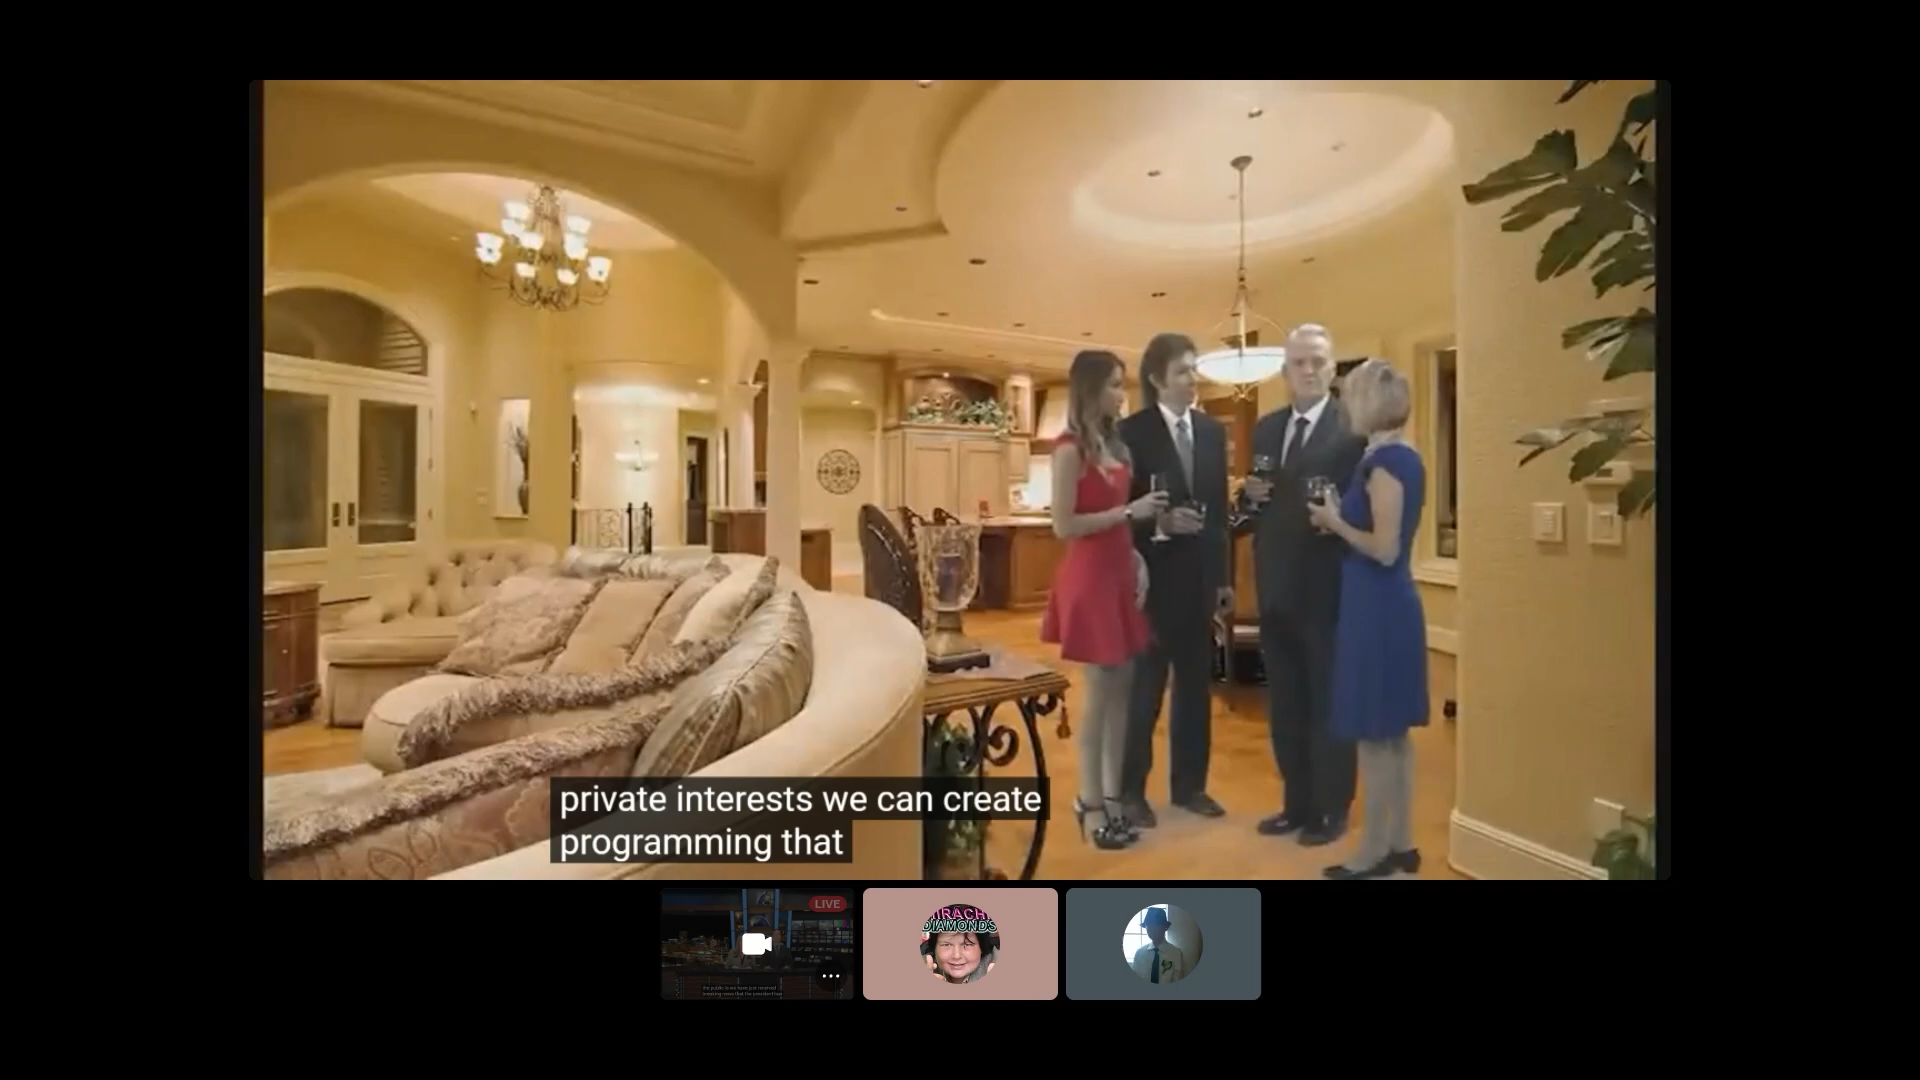 private interests we can create
programming that
LIVE
DIAMONDS